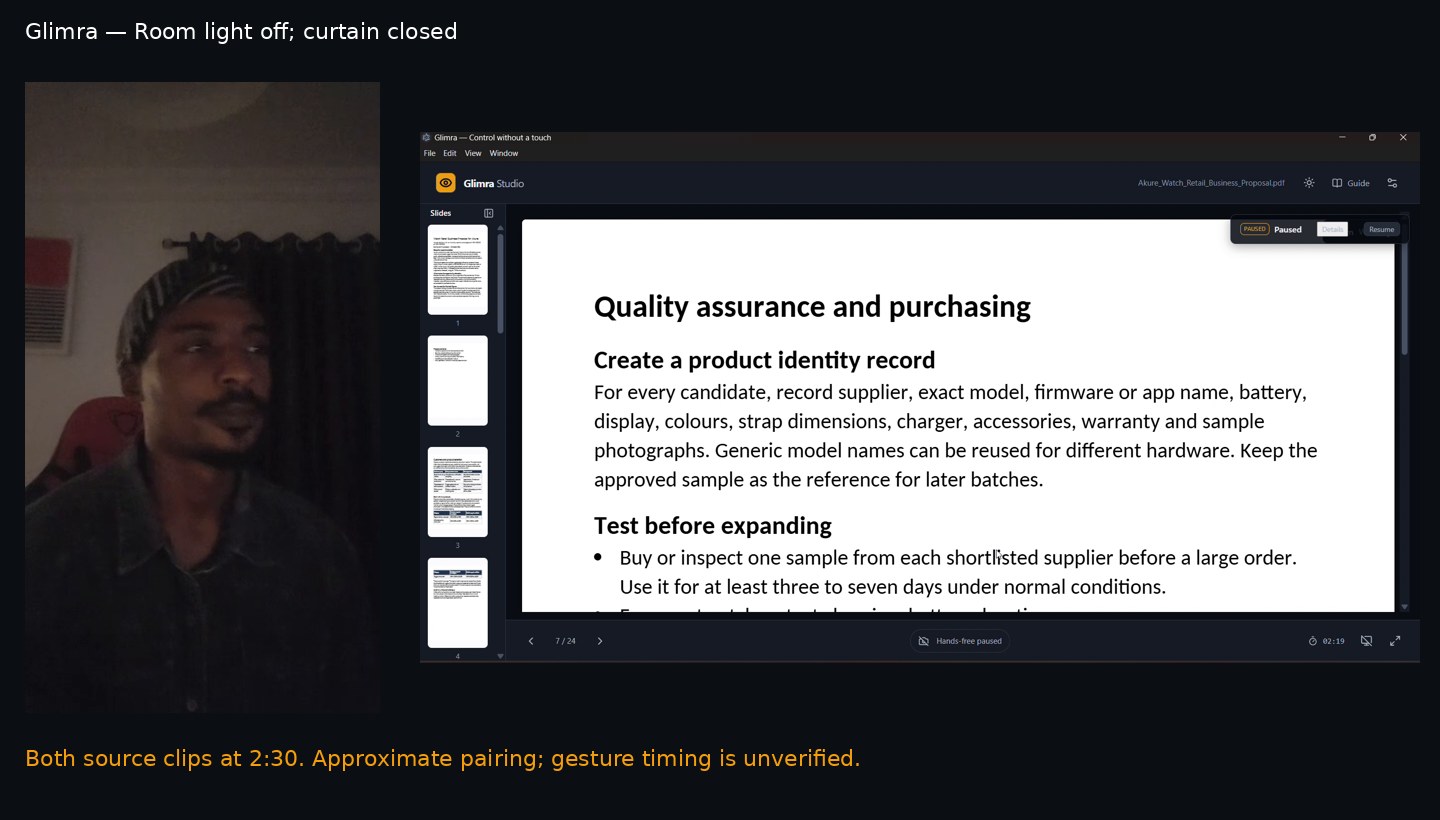 Glimra — Room light off; curtain closed
Glimra — Control without a touch
File Edit View Window
Glimra Studio
Akure_Watch_Retail_Business_Proposal.pdf
Guide
Slides
PAUSED Paused Details Resume
1
2
3
4
Quality assurance and purchasing
Create a product identity record
For every candidate, record supplier, exact model, firmware or app name, battery,
display, colours, strap dimensions, charger, accessories, warranty and sample
photographs. Generic model names can be reused for different hardware. Keep the
approved sample as the reference for later batches.
Test before expanding
• Buy or inspect one sample from each shortlisted supplier before a large order.
Use it for at least three to seven days under normal conditions.
7 / 24
Hands-free paused
02:19
Both source clips at 2:30. Approximate pairing; gesture timing is unverified.